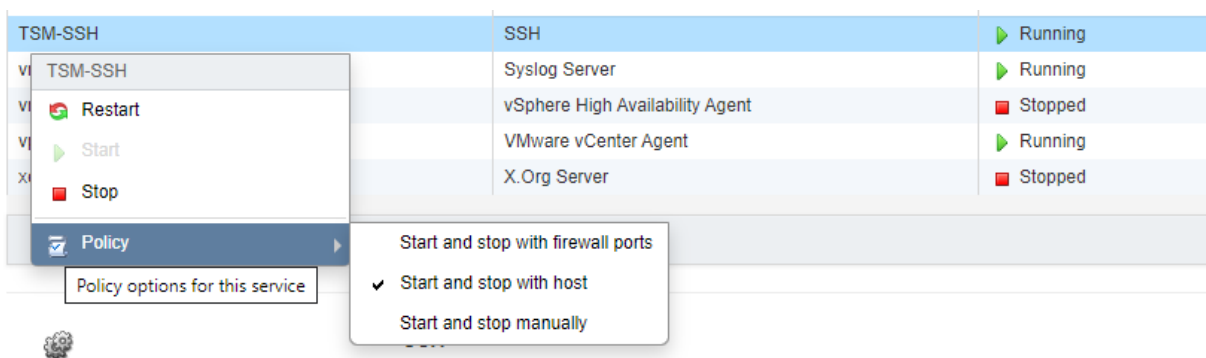 TSM-SSH SSH Running
TSM-SSH
Syslog Server Running
Restart
vSphere High Availability Agent Stopped
Start
VMware vCenter Agent Running
Stop
X.Org Server Stopped
Policy
Start and stop with firewall ports
Policy options for this service
Start and stop with host
Start and stop manually